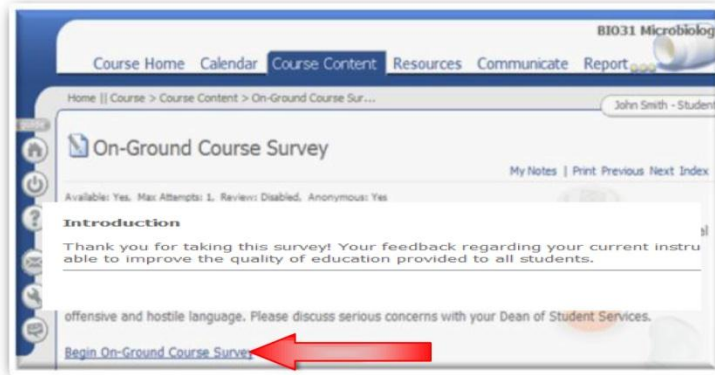 BIO31 Microbiolog
Course Home Calendar Course Content Resources Communicate Report
Home || Course > Course Content > On-Ground Course Sur...
John Smith - Student
On-Ground Course Survey
My Notes | Print Previous Next Index
Available: Yes, Max Attempts: 1, Review: Disabled, Anonymous: Yes
Introduction
Thank you for taking this survey! Your feedback regarding your current instru
able to improve the quality of education provided to all students.
offensive and hostile language. Please discuss serious concerns with your Dean of Student Services.
Begin On-Ground Course Survey